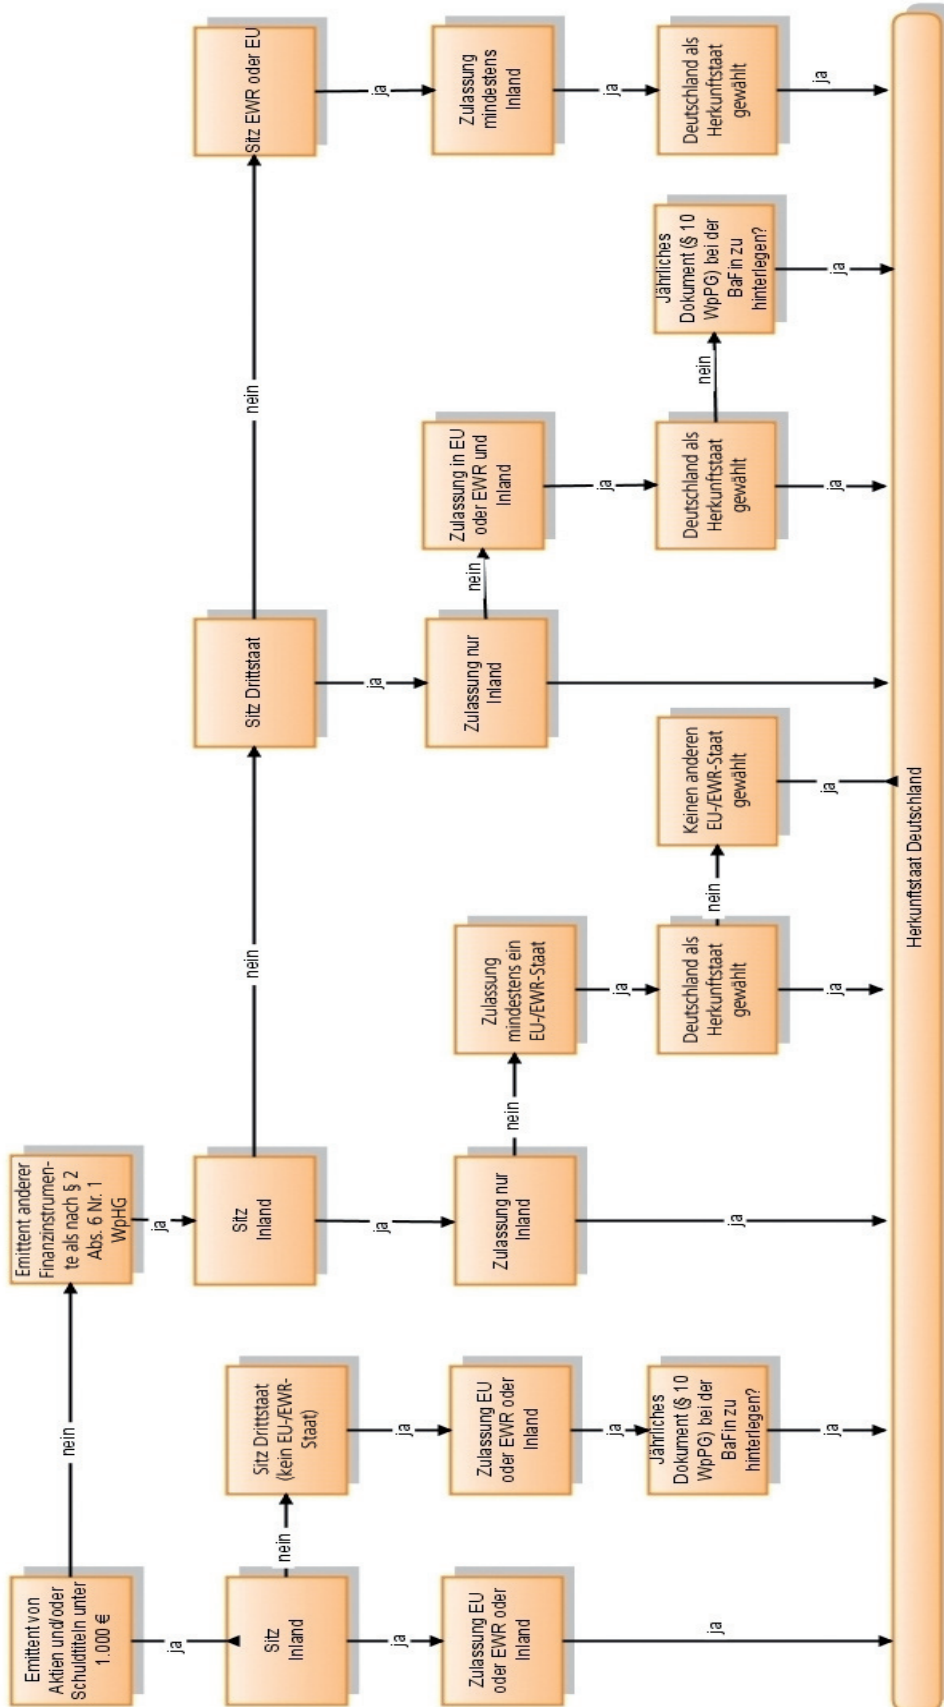 Emittent von
Aktien und/oder
Schuldtiteln unter
1.000 €
nein
Emittent anderer
Finanzinstrumen-
te als nach § 2
Abs. 6 Nr. 1
WpHG
ja
ja
Sitz
Inland
nein
Sitz Drittstaat
(kein EU-/EWR-
Staat)
Sitz
Inland
nein
Sitz Drittstaat
nein
Sitz EWR oder EU
ja
ja
ja
ja
ja
Zulassung EU
oder EWR oder
Inland
Zulassung EU
oder EWR oder
Inland
Zulassung nur
Inland
nein
Zulassung
mindestens ein
EU-/EWR-Staat
Zulassung nur
Inland
nein
Zulassung in EU
oder EWR und
Inland
Zulassung
mindestens
Inland
ja
ja
ja
ja
Jährliches
Dokument (§ 10
WpPG) bei der
BaFin zu
hinterlegen?
Deutschland als
Herkunftstaat
gewählt
nein
Keinen anderen
EU-/EWR-Staat
gewählt
Deutschland als
Herkunftstaat
gewählt
nein
Jährliches
Dokument (§ 10
WpPG) bei der
BaFin zu
hinterlegen?
Deutschland als
Herkunftstaat
gewählt
ja
ja
ja
ja
ja
ja
ja
ja
Herkunftstaat Deutschland